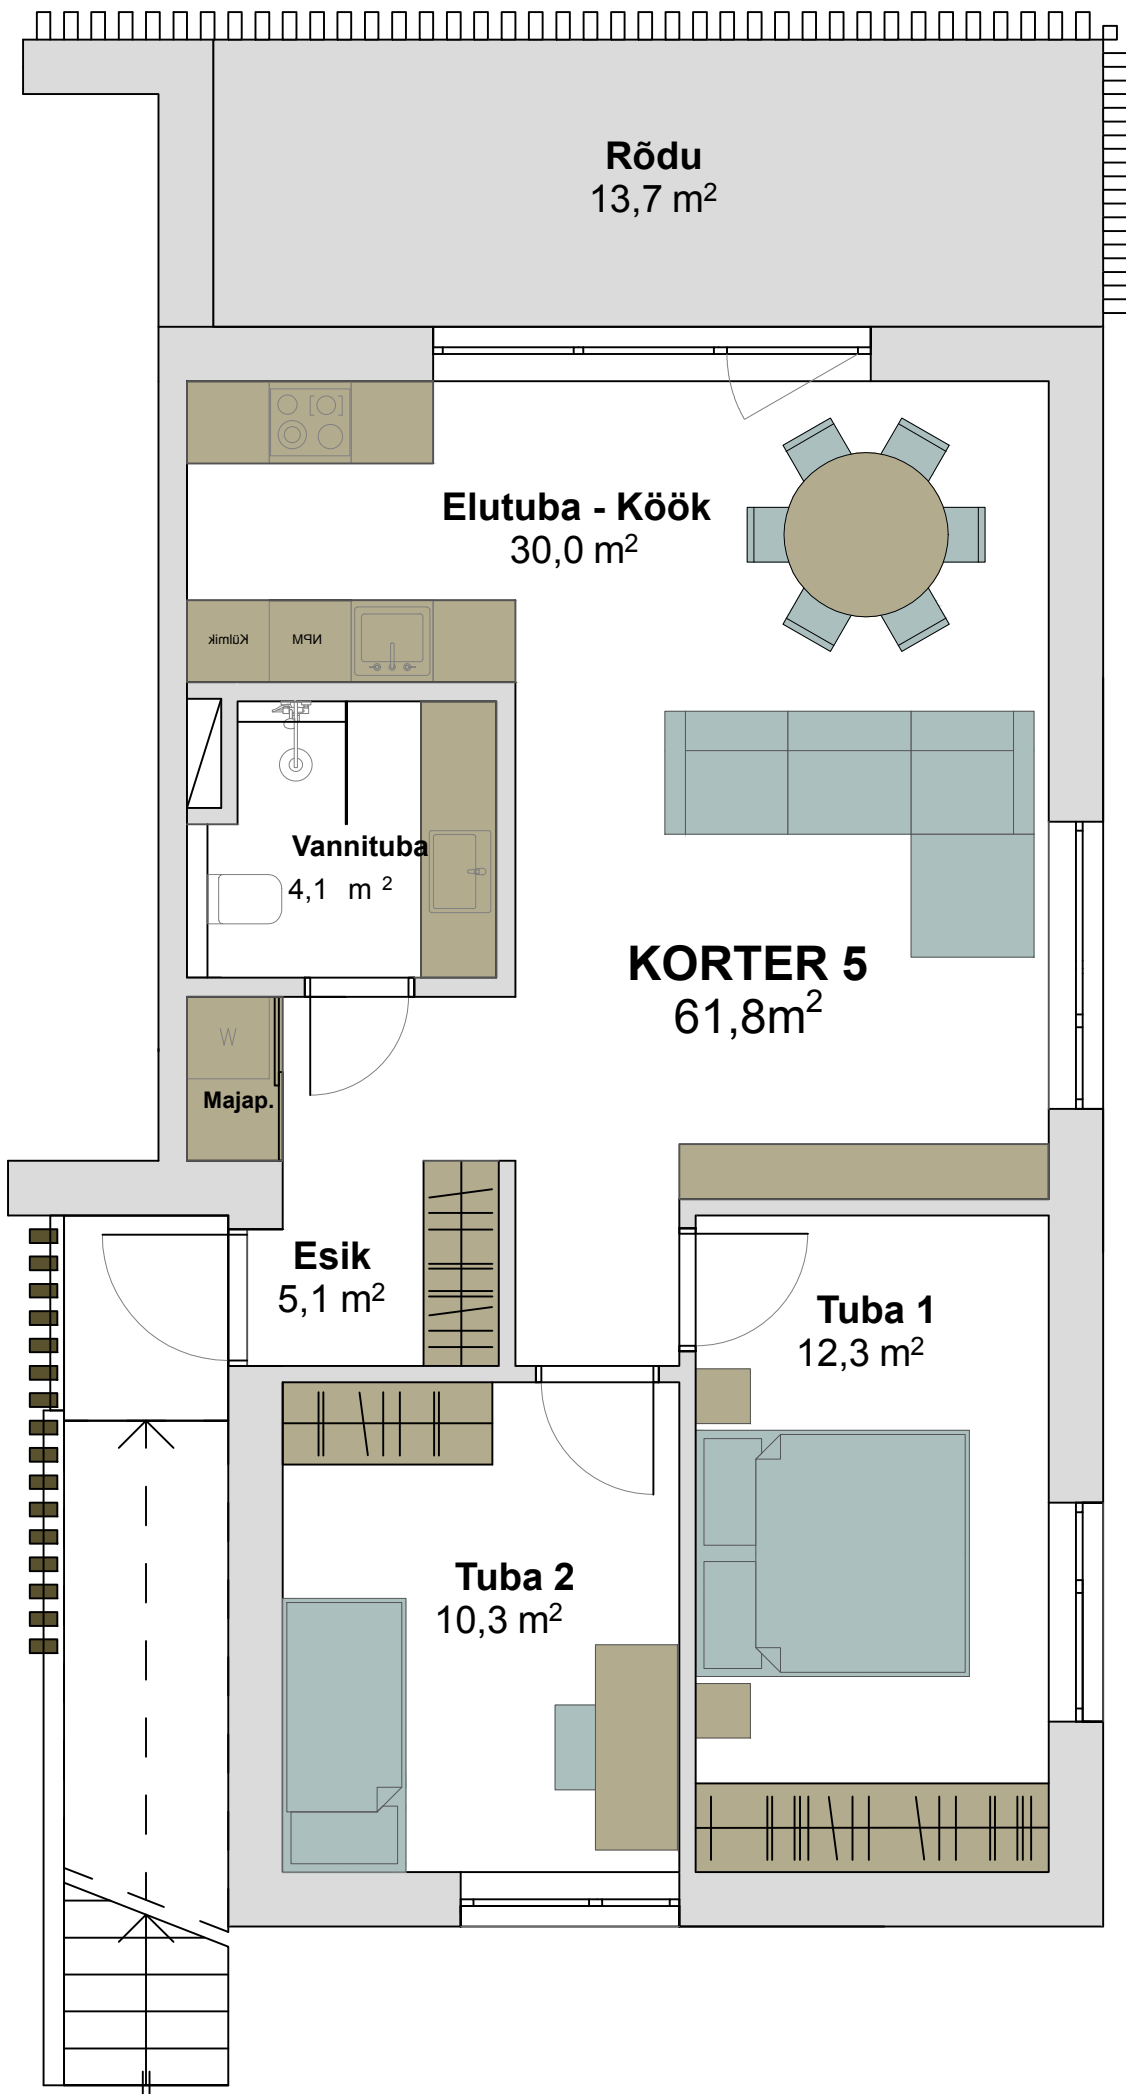 Rõdu
13,7 m²
Elutuba - Köök
30,0 m²
Külmik
NPM
Vannituba
4,1 m ²
KORTER 5
61,8m²
W
Majap.
Esik
5,1 m²
Tuba 1
12,3 m²
Tuba 2
10,3 m²